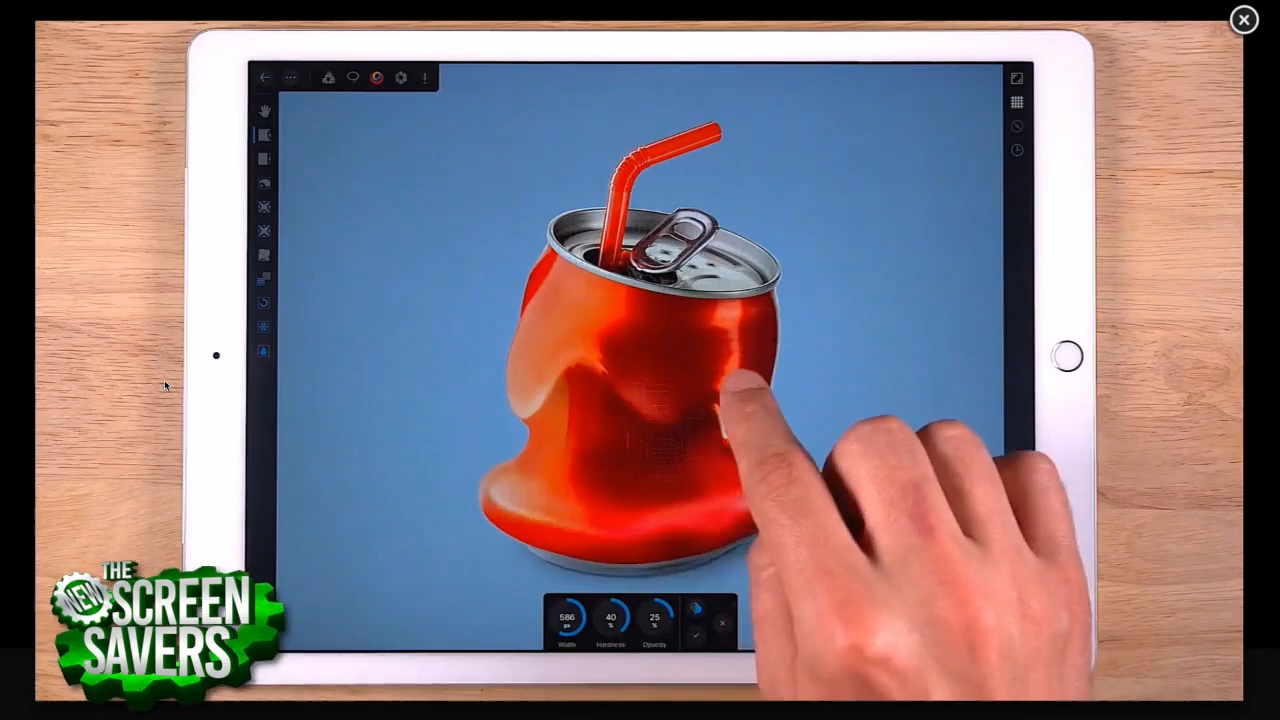 586
px
Width
40
%
Hardness
25
%
Opacity
THE
NEW
SCREEN
SAVERS